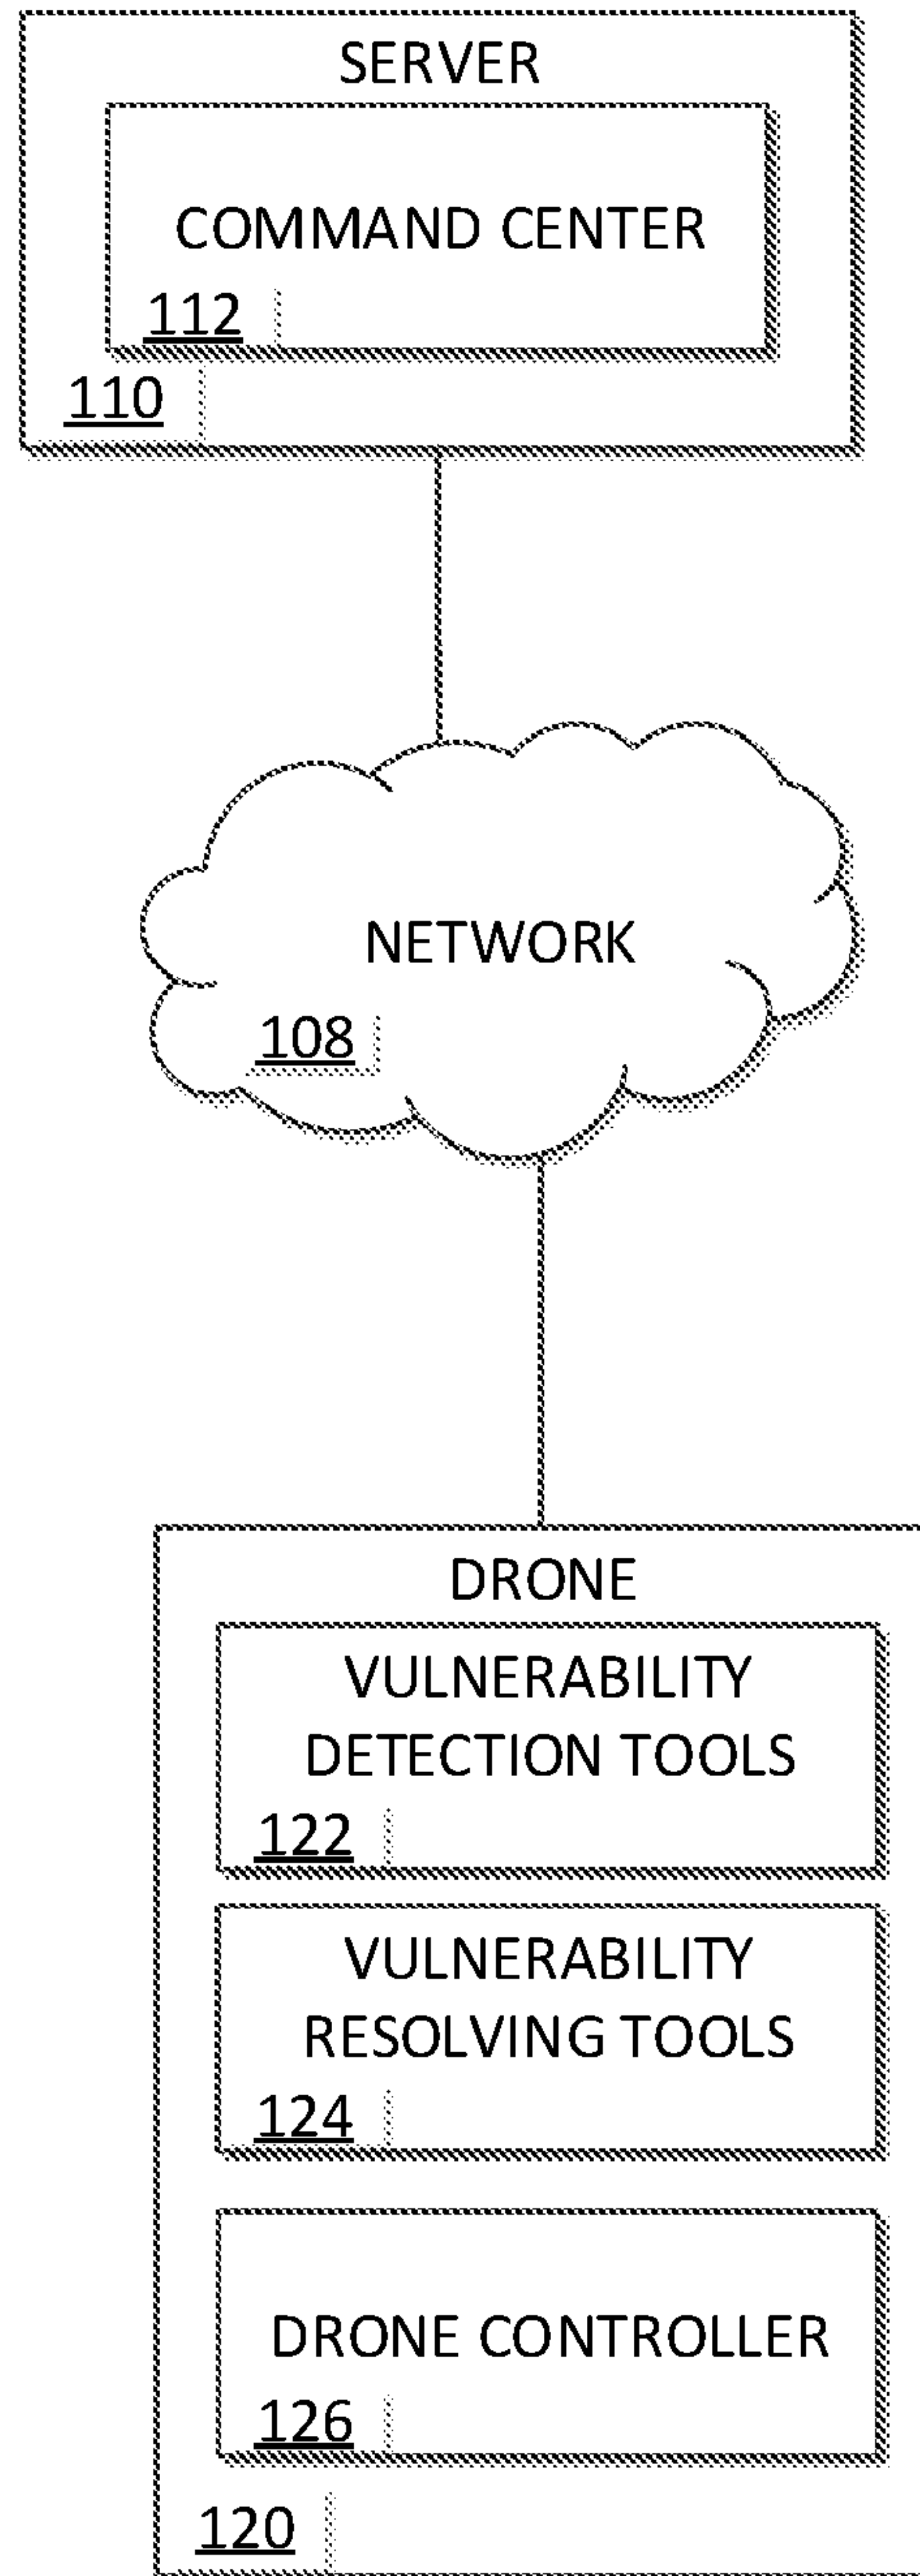 SERVER
COMMAND CENTER
112
110
NETWORK
108
DRONE
VULNERABILITY
DETECTION TOOLS
122
VULNERABILITY
RESOLVING TOOLS
124
DRONE CONTROLLER
126
120